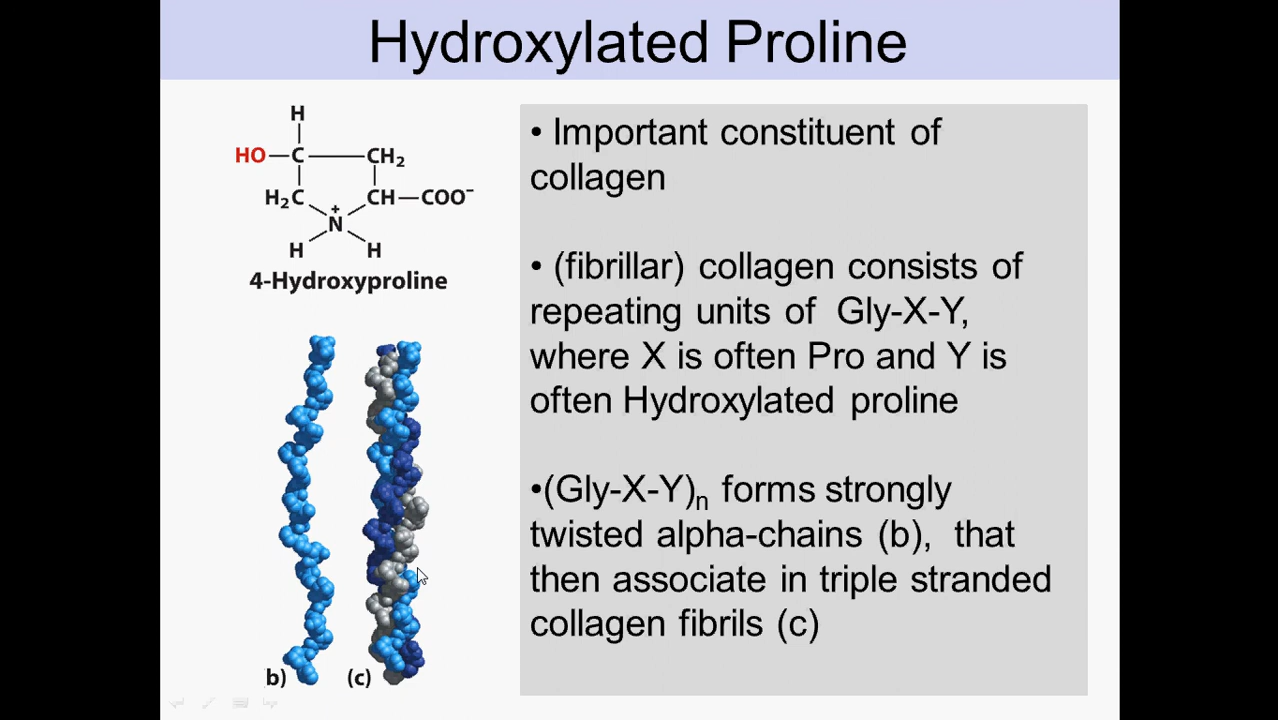 Hydroxylated Proline
H
HO–C–CH₂
H₂C CH–COO⁻
+
N
H H
4-Hydroxyproline
b) (c)
• Important constituent of
collagen
• (fibrillar) collagen consists of
repeating units of Gly-X-Y,
where X is often Pro and Y is
often Hydroxylated proline
•(Gly-X-Y)n forms strongly
twisted alpha-chains (b), that
then associate in triple stranded
collagen fibrils (c)